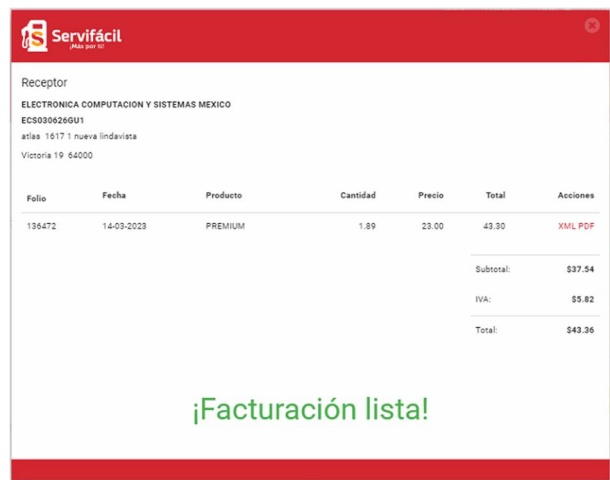 Servifácil
¡Más por ti!
Receptor
ELECTRONICA COMPUTACION Y SISTEMAS MEXICO
ECS030626GU1
atlas 1617 1 nueva lindavista
Victoria 19 64000
Folio Fecha Producto Cantidad Precio Total Acciones
136472 14-03-2023 PREMIUM 1.89 23.00 43.30 XML PDF
Subtotal: $37.54
IVA: $5.82
Total: $43.36
¡Facturación lista!